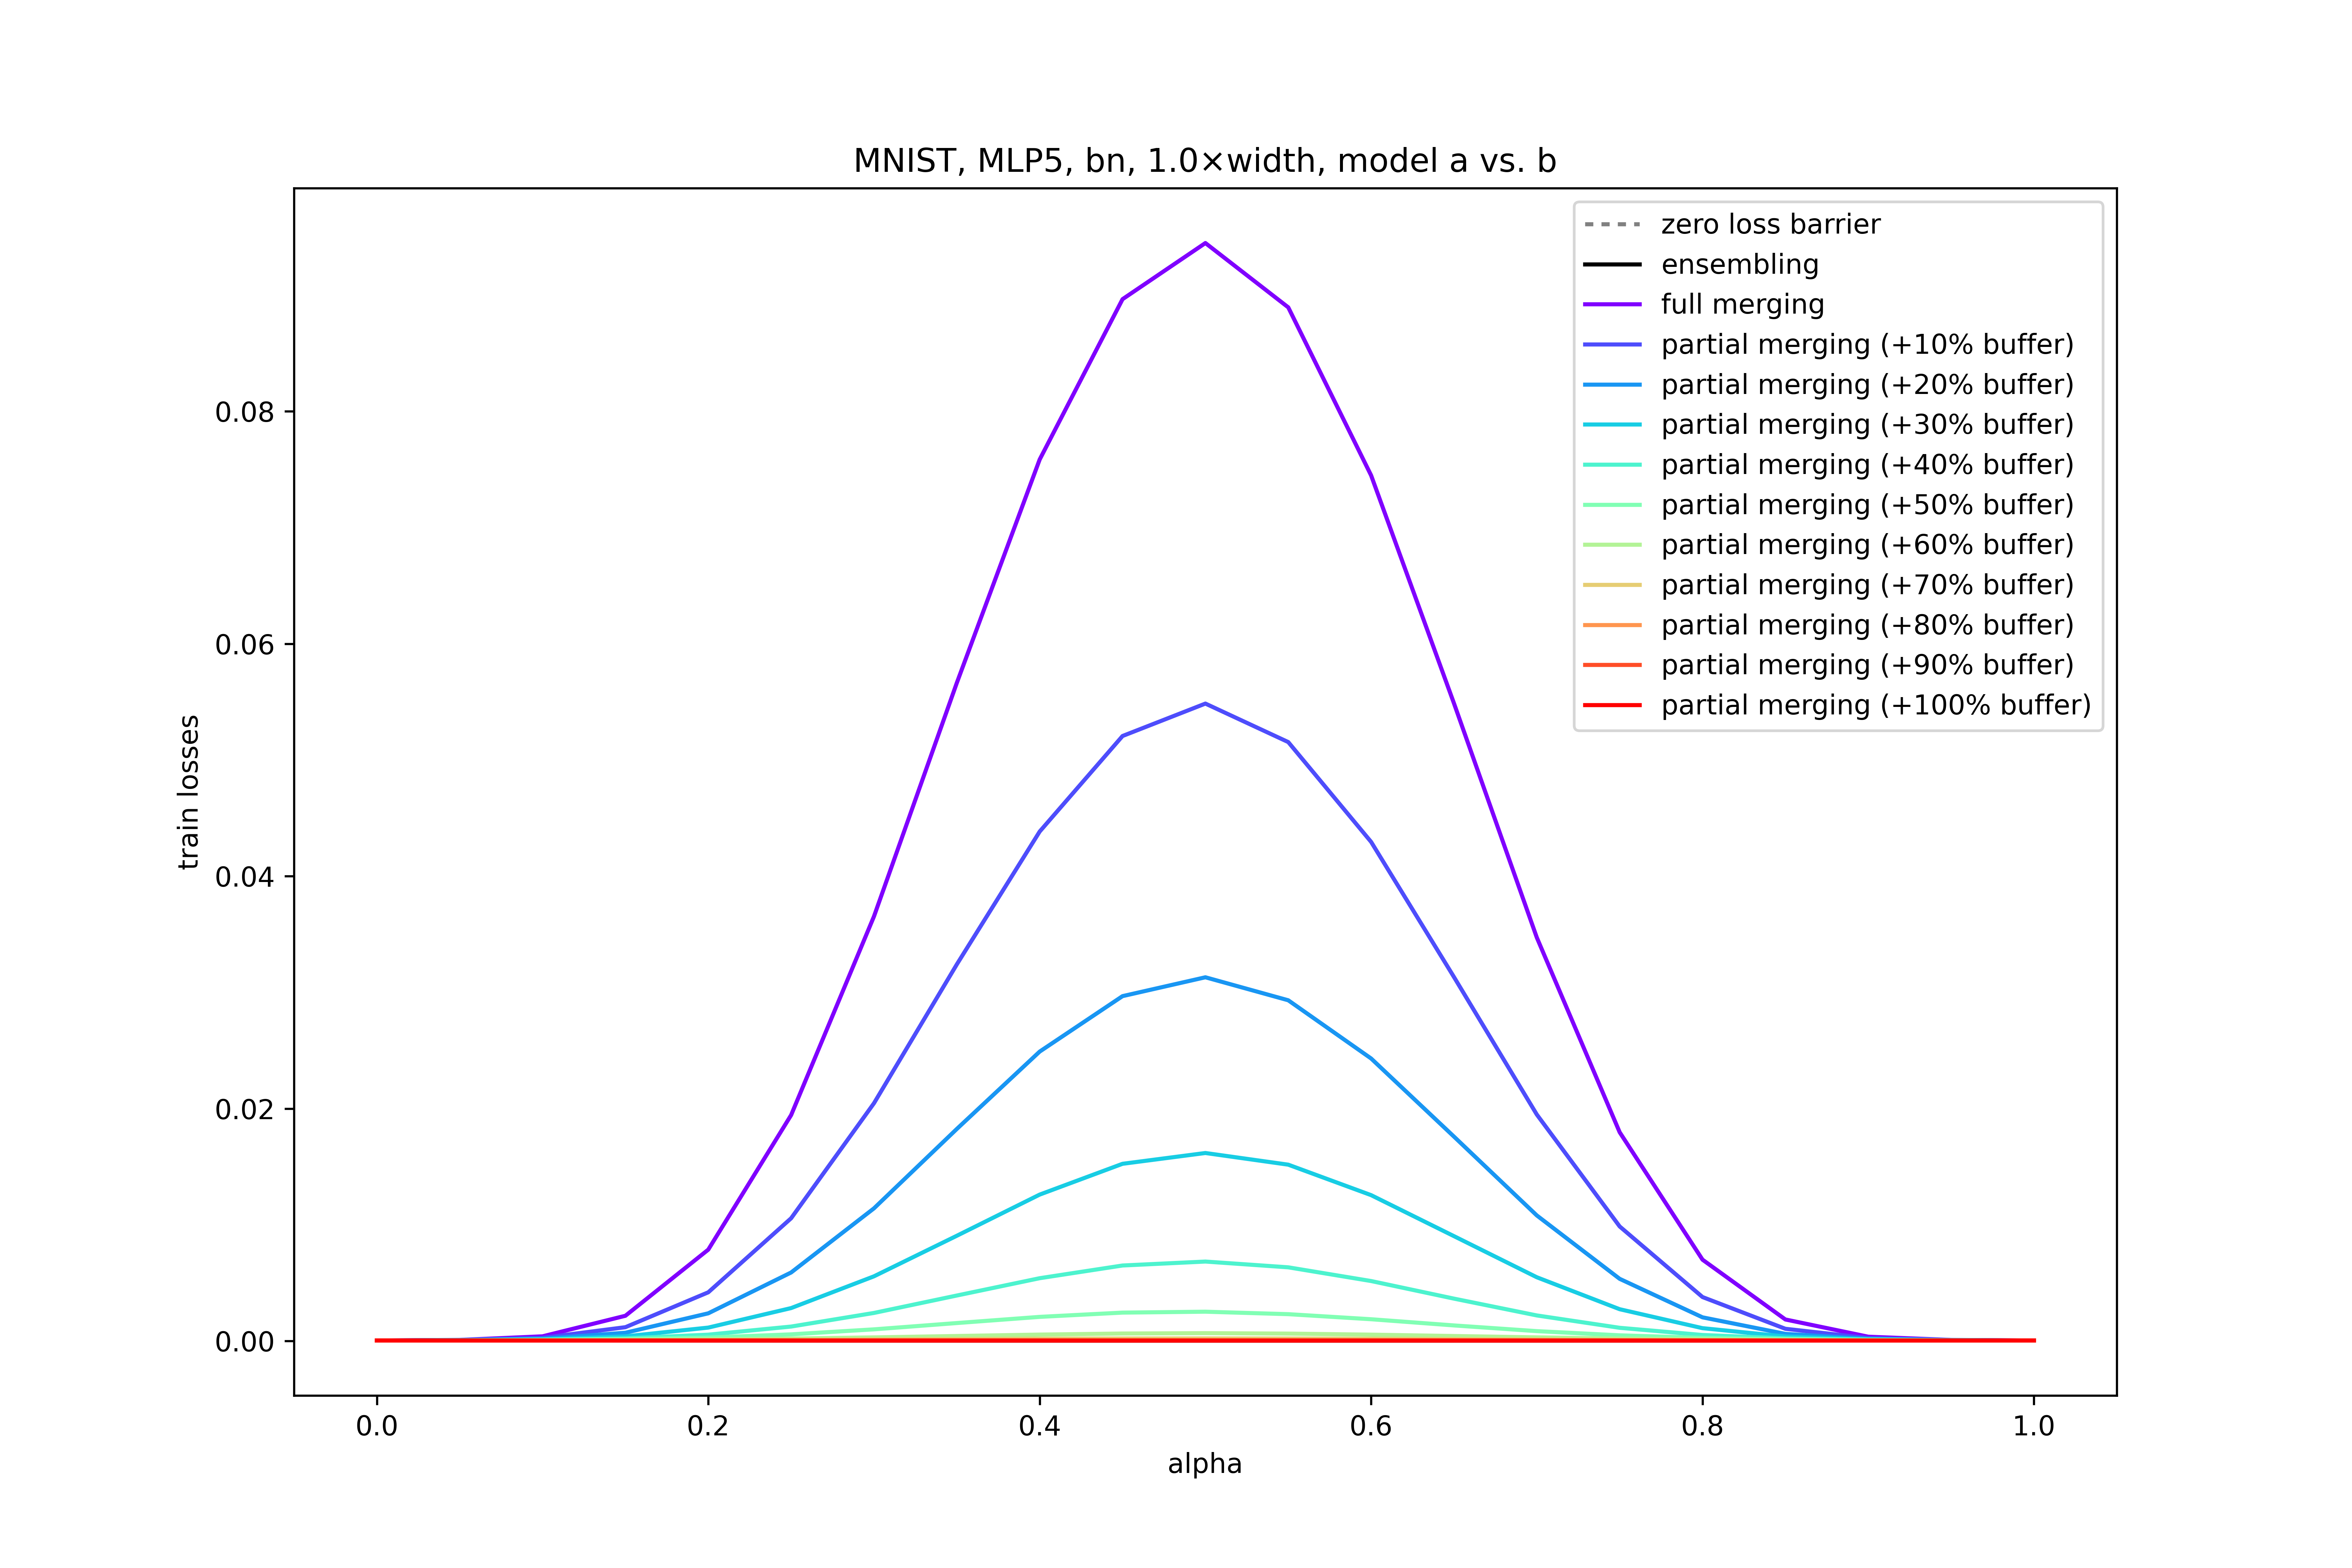 MNIST, MLP5, bn, 1.0×width, model a vs. b
zero loss barrier
ensembling
full merging
partial merging (+10% buffer)
partial merging (+20% buffer)
partial merging (+30% buffer)
partial merging (+40% buffer)
partial merging (+50% buffer)
partial merging (+60% buffer)
partial merging (+70% buffer)
partial merging (+80% buffer)
partial merging (+90% buffer)
partial merging (+100% buffer)
train losses
0.08
0.06
0.04
0.02
0.00
0.0
0.2
0.4
0.6
0.8
1.0
alpha